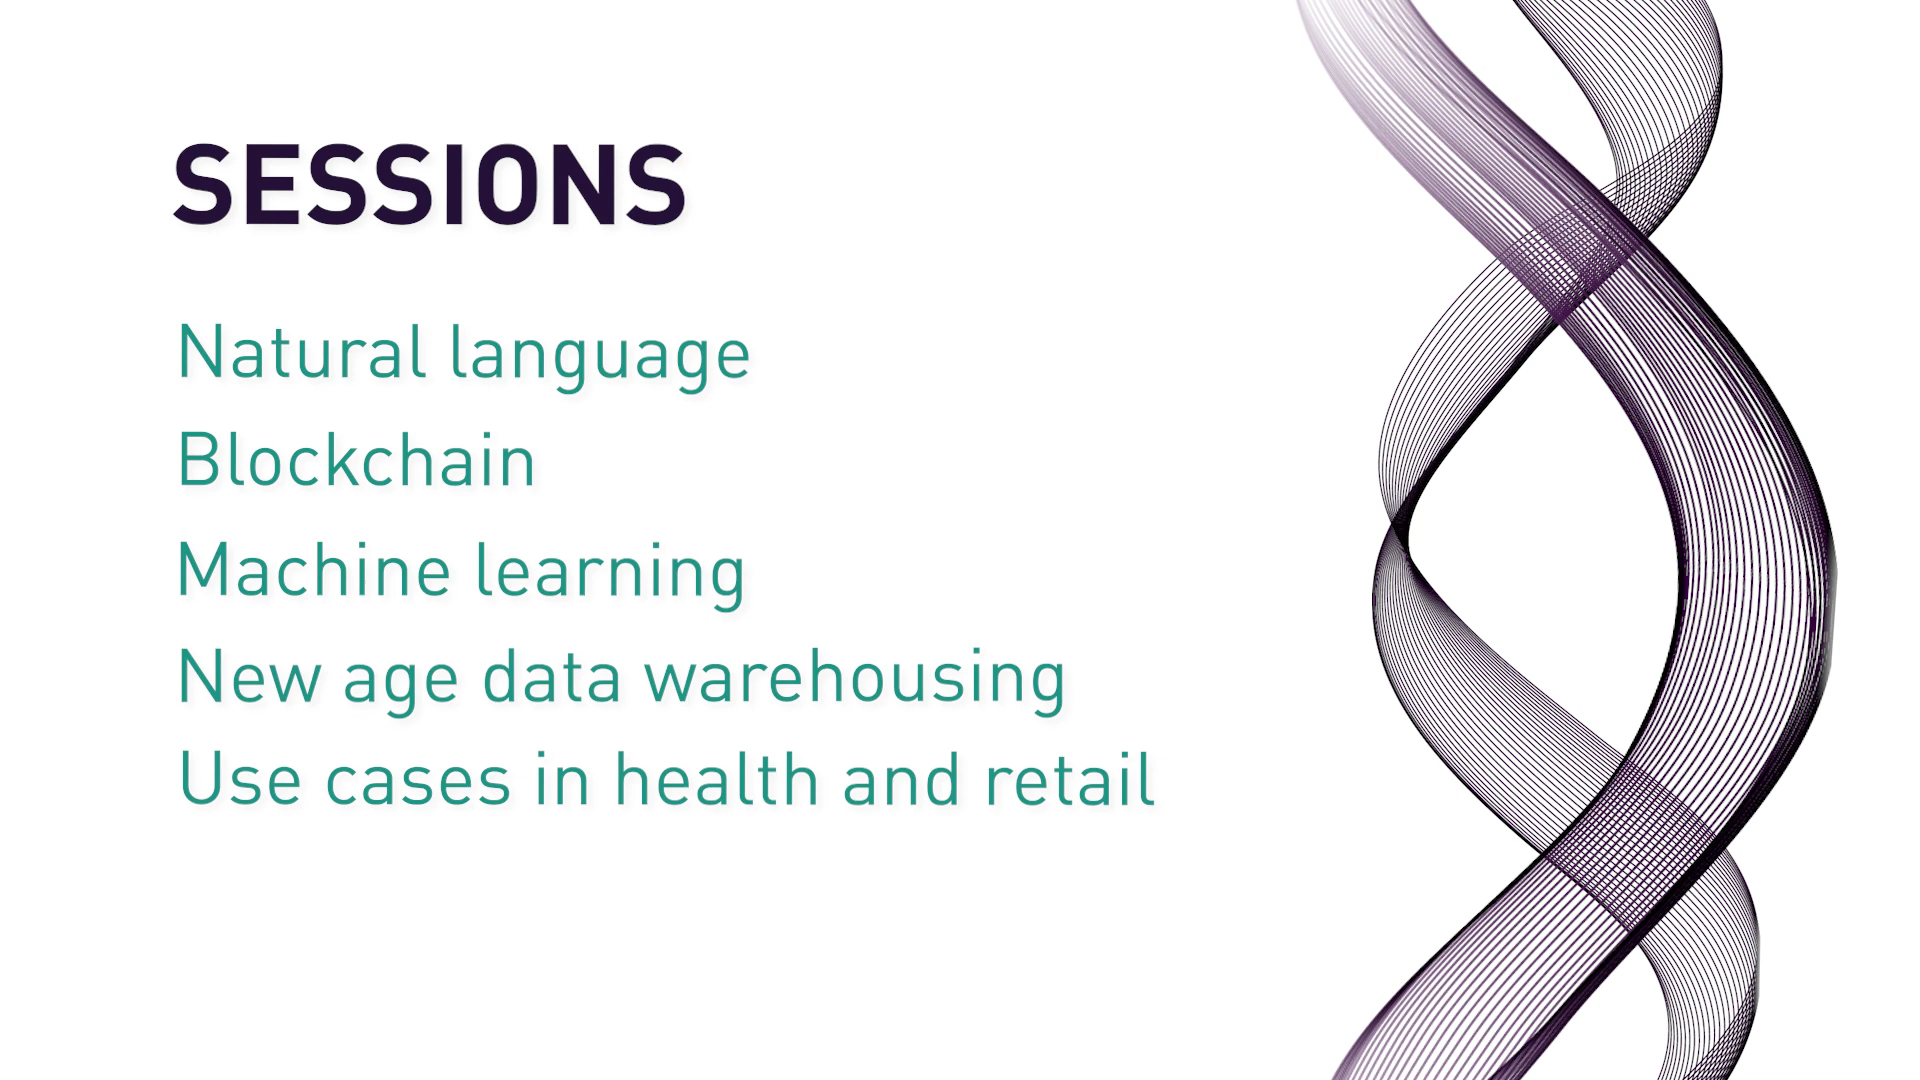 SESSIONS
Natural language
Blockchain
Machine learning
New age data warehousing
Use cases in health and retail